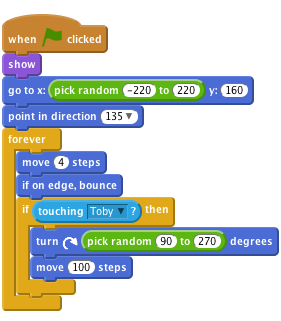 when clicked
show
go to x: pick random -220 to 220 y: 160
point in direction 135▼
forever
move 4 steps
if on edge, bounce
if touching Toby ▼ ? then
turn pick random 90 to 270 degrees
move 100 steps